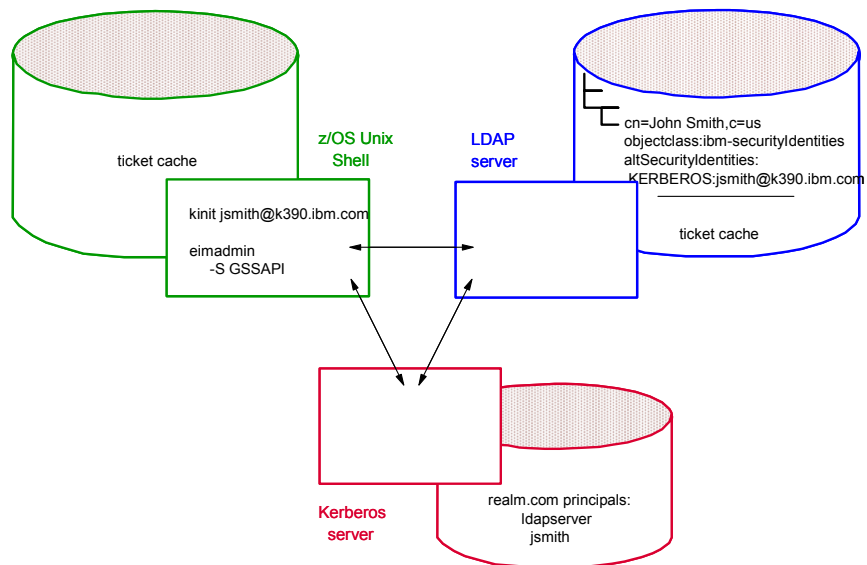 ticket cache
z/OS Unix
Shell
kinit jsmith@k390.ibm.com
eimadmin
-S GSSAPI
LDAP
server
cn=John Smith,c=us
objectclass:ibm-securityIdentities
altSecurityIdentities:
KERBEROS:jsmith@k390.ibm.com
ticket cache
Kerberos
server
realm.com principals:
ldapserver
jsmith